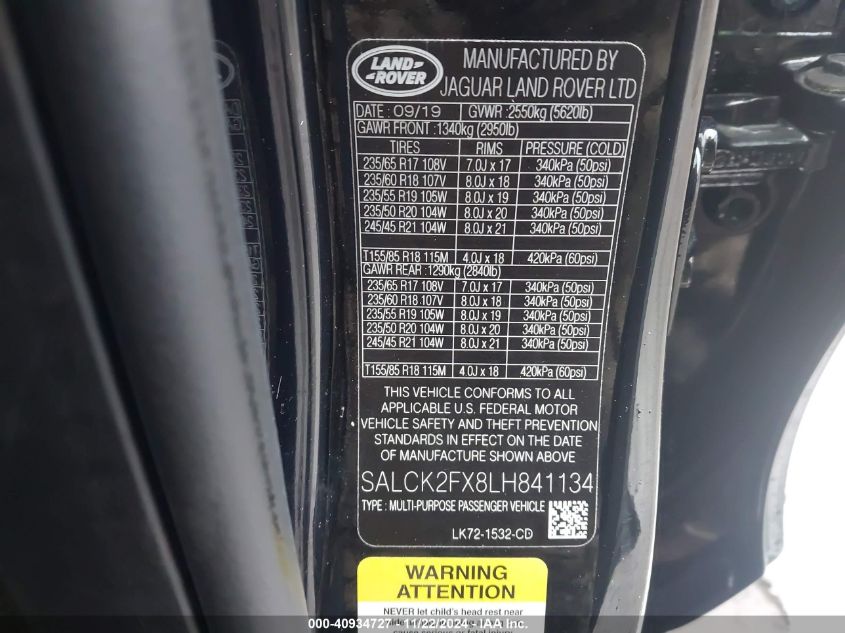 LAND-
ROVER
MANUFACTURED BY
JAGUAR LAND ROVER LTD
DATE : 09/19 GVWR :2550kg (5620lb)
GAWR FRONT : 1340kg (2950lb)
TIRES RIMS PRESSURE (COLD)
235/65 R17 108V 7.0J x 17 340kPa (50psi)
235/60 R18 107V 8.0J x 18 340kPa (50psi)
235/55 R19 105W 8.0J x 19 340kPa (50psi)
235/50 R20 104W 8.0J x 20 340kPa (50psi)
245/45 R21 104W 8.0J x 21 340kPa (50psi)
T155/85 R18 115M 4.0J x 18 420kPa (60psi)
GAWR REAR : 1290kg (2840lb)
235/65 R17 108V 7.0J x 17 340kPa (50psi)
235/60 R18 107V 8.0J x 18 340kPa (50psi)
235/55 R19 105W 8.0J x 19 340kPa (50psi)
235/50 R20 104W 8.0J x 20 340kPa (50psi)
245/45 R21 104W 8.0J x 21 340kPa (50psi)
T155/85 R18 115M 4.0J x 18 420kPa (60psi)
THIS VEHICLE CONFORMS TO ALL
APPLICABLE U.S. FEDERAL MOTOR
VEHICLE SAFETY AND THEFT PREVENTION
STANDARDS IN EFFECT ON THE DATE
OF MANUFACTURE SHOWN ABOVE
SALCK2FX8LH841134
TYPE : MULTI-PURPOSE PASSENGER VEHICLE
LK72-1532-CD
WARNING
ATTENTION
NEVER let child's head rest near
000-40934727 - 11/22/2024 - IAA Inc.
cause serious or fatal